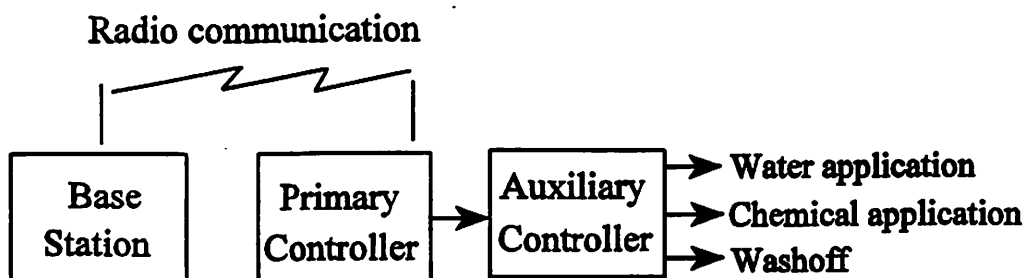 Radio communication
Base
Station
Primary
Controller
Auxiliary
Controller
Water application
Chemical application
Washoff